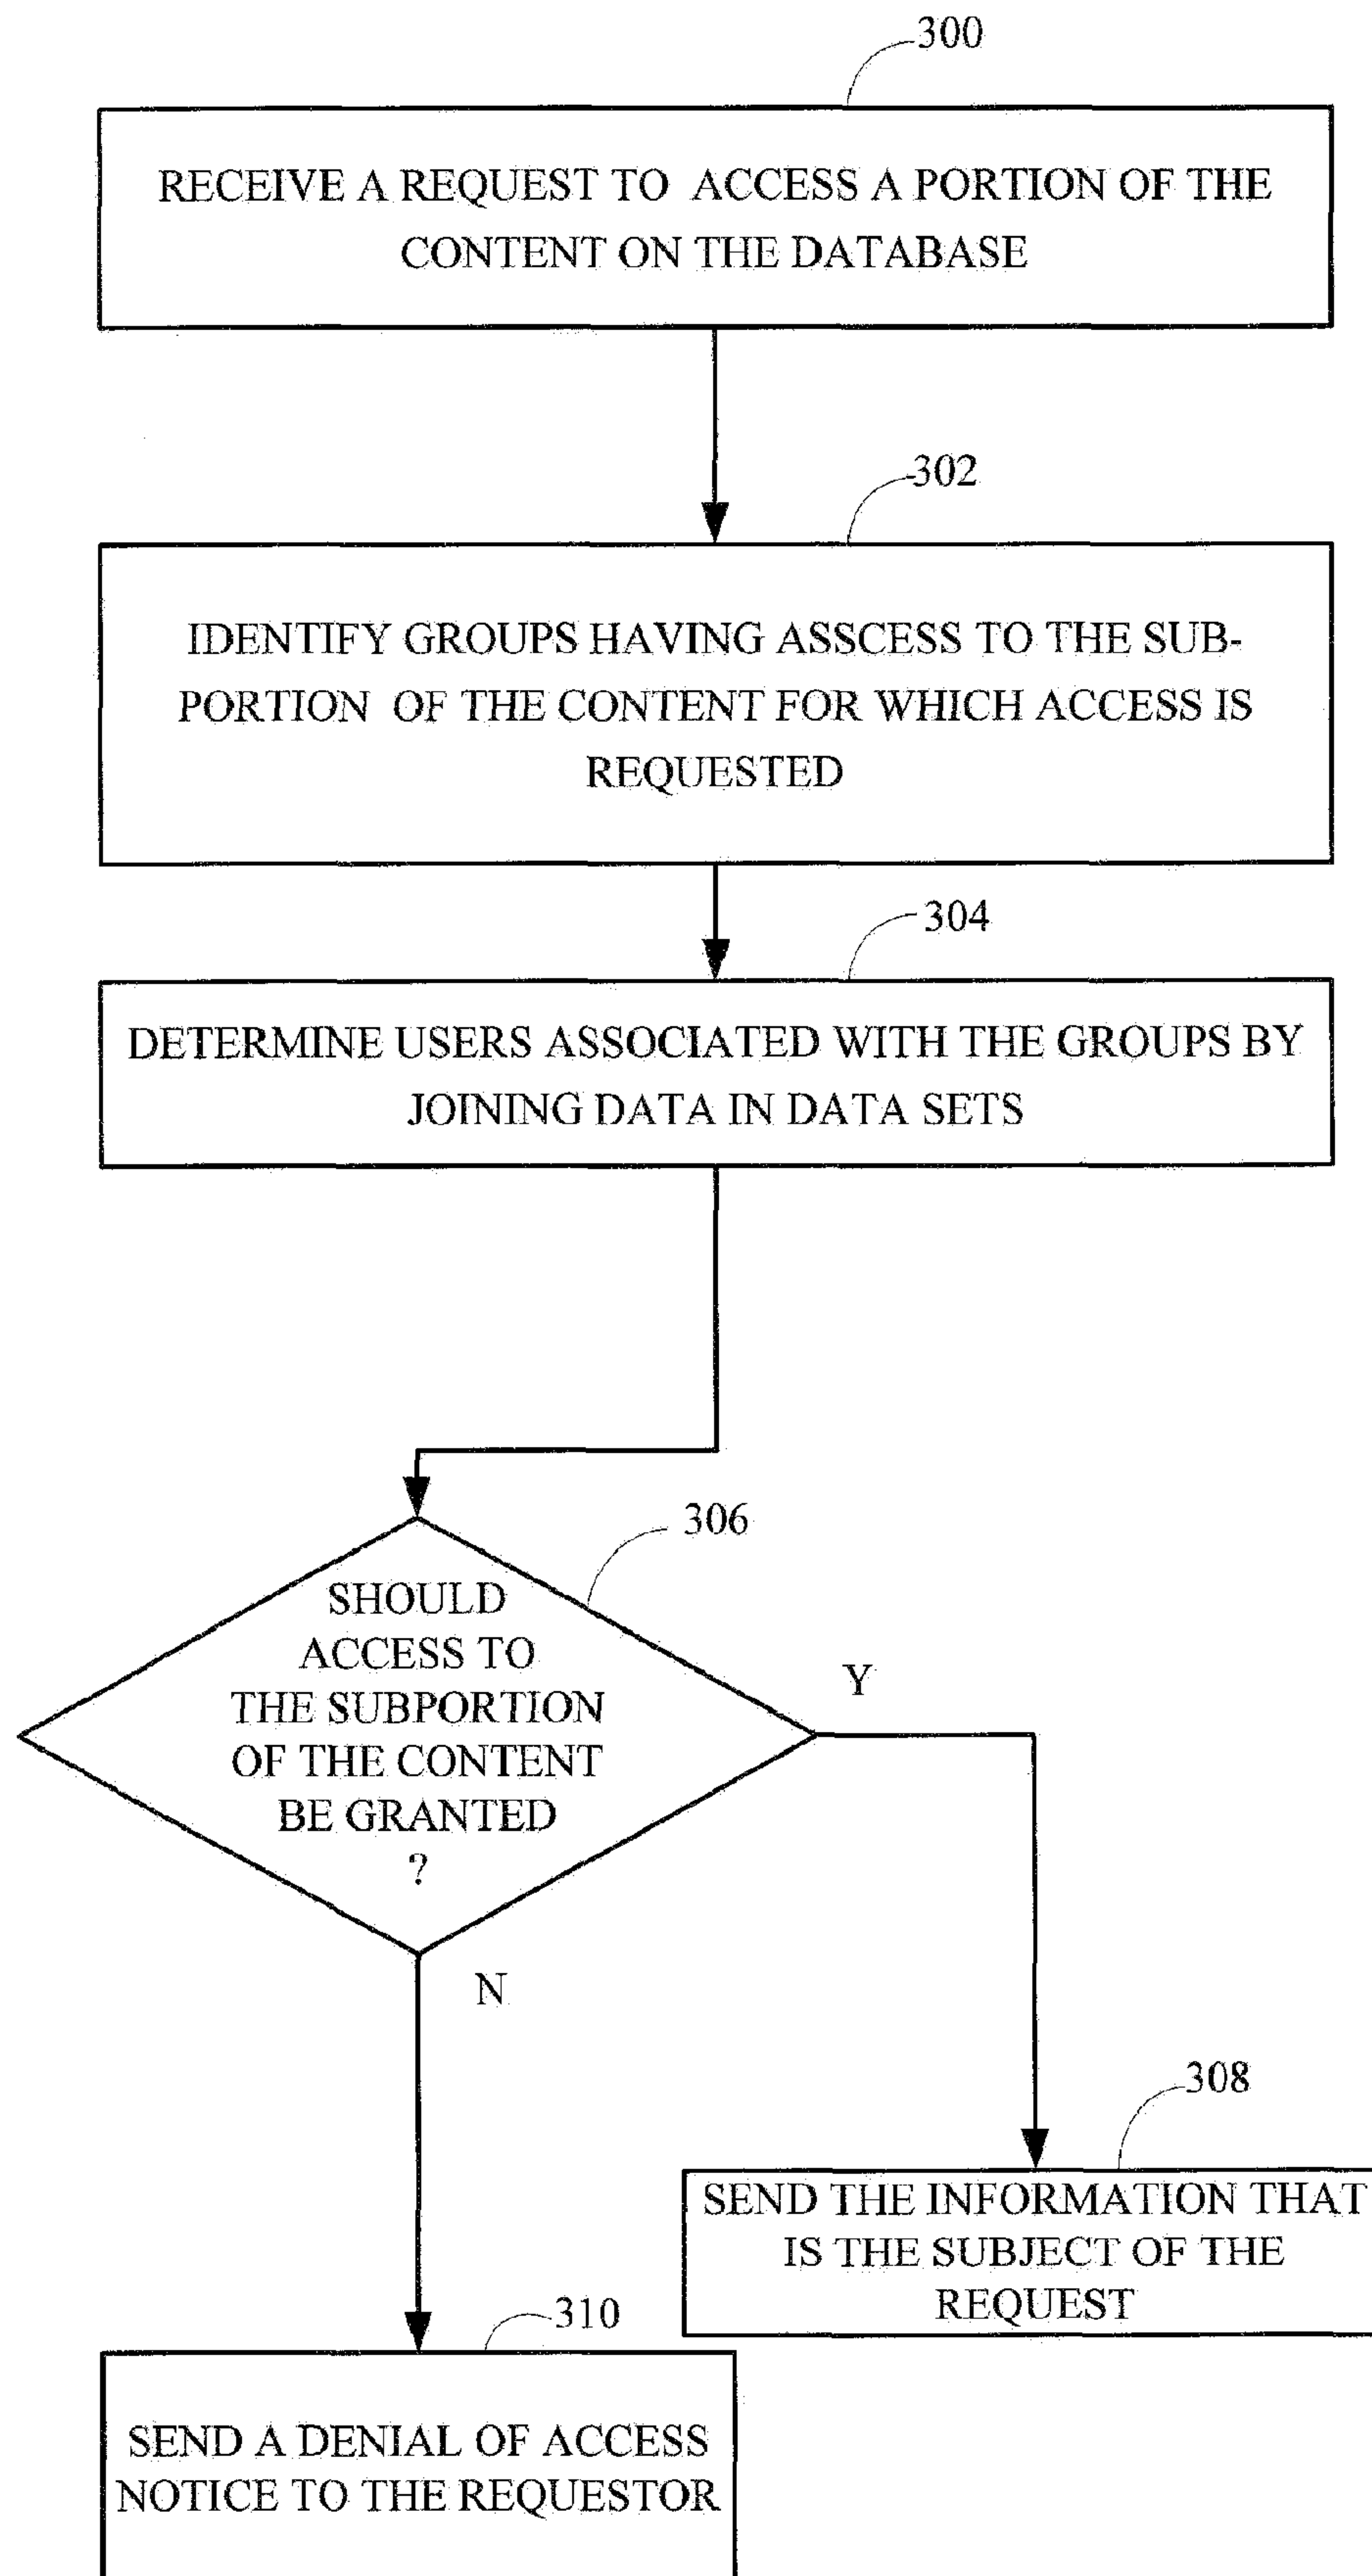 300
RECEIVE A REQUEST TO ACCESS A PORTION OF THE
CONTENT ON THE DATABASE
302
IDENTIFY GROUPS HAVING ASSCESS TO THE SUB-
PORTION OF THE CONTENT FOR WHICH ACCESS IS
REQUESTED
304
DETERMINE USERS ASSOCIATED WITH THE GROUPS BY
JOINING DATA IN DATA SETS
306
SHOULD
ACCESS TO
THE SUBPORTION
OF THE CONTENT
BE GRANTED
?
Y
N
308
SEND THE INFORMATION THAT
IS THE SUBJECT OF THE
REQUEST
310
SEND A DENIAL OF ACCESS
NOTICE TO THE REQUESTOR